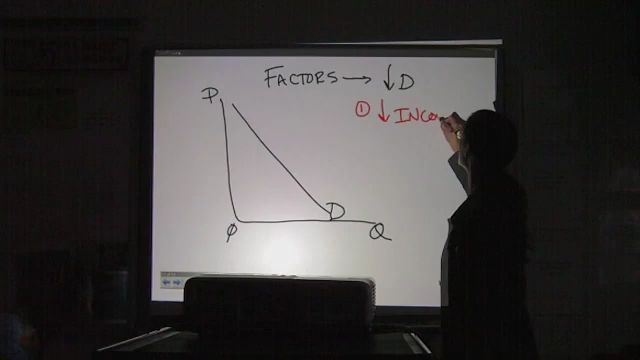 FACTORS → ↓ D
P
① ↓ INCO
D
Ø Q